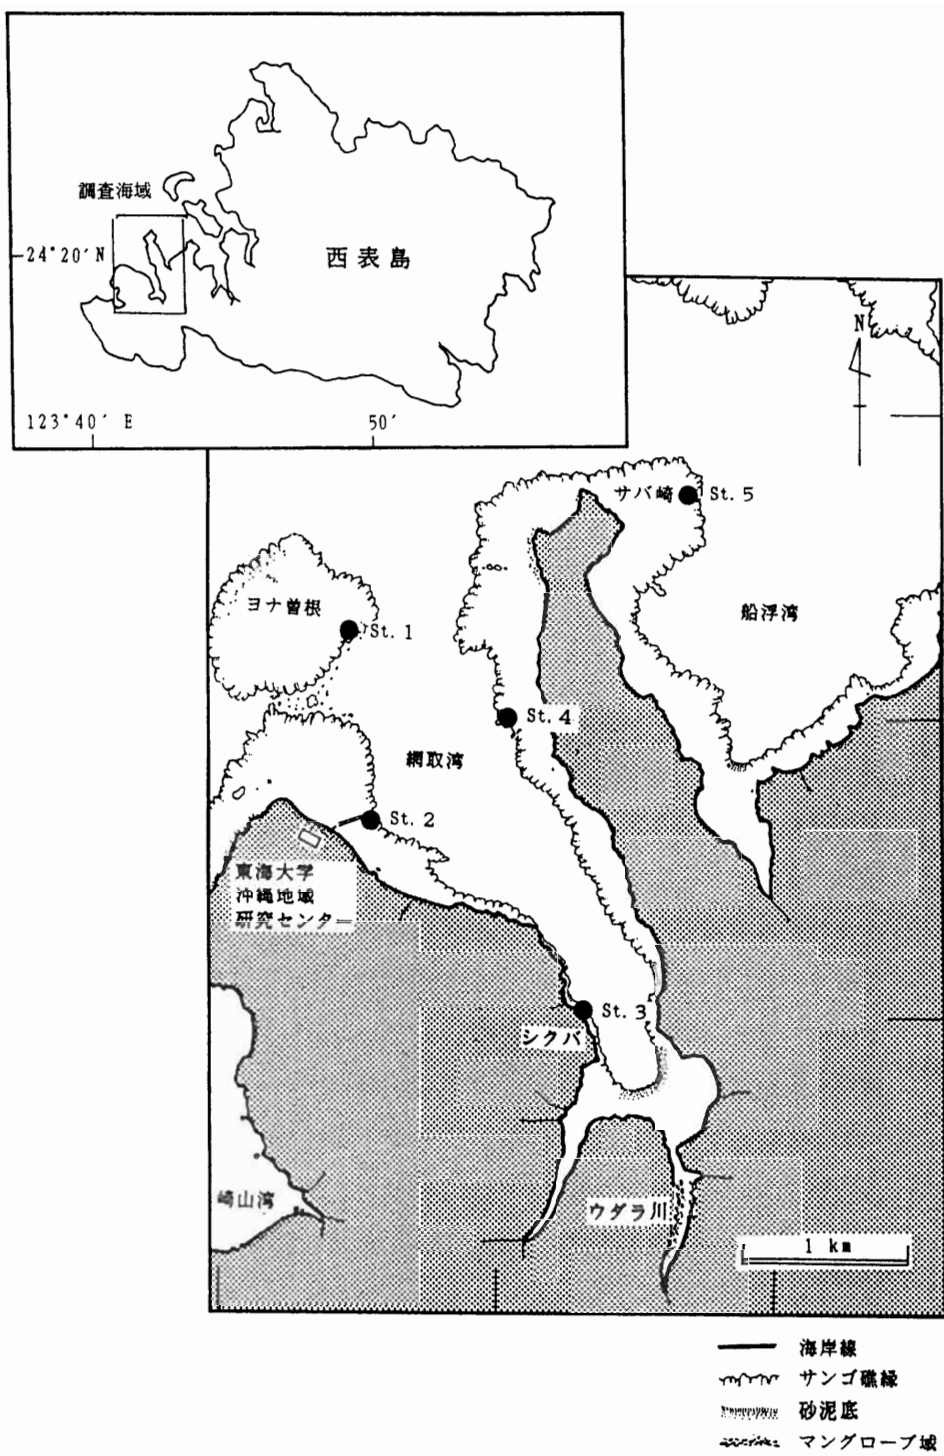 調査海域
24°20′N
西表島
123°40′ E
50′
N
サバ崎
St. 5
ヨナ曽根
St. 1
船浮湾
St. 4
網取湾
St. 2
東海大学
沖縄地域
研究センター
St. 3
シクバ
崎山湾
ウダラ川
1 km
海岸線
サンゴ礁縁
砂泥底
マングローブ域